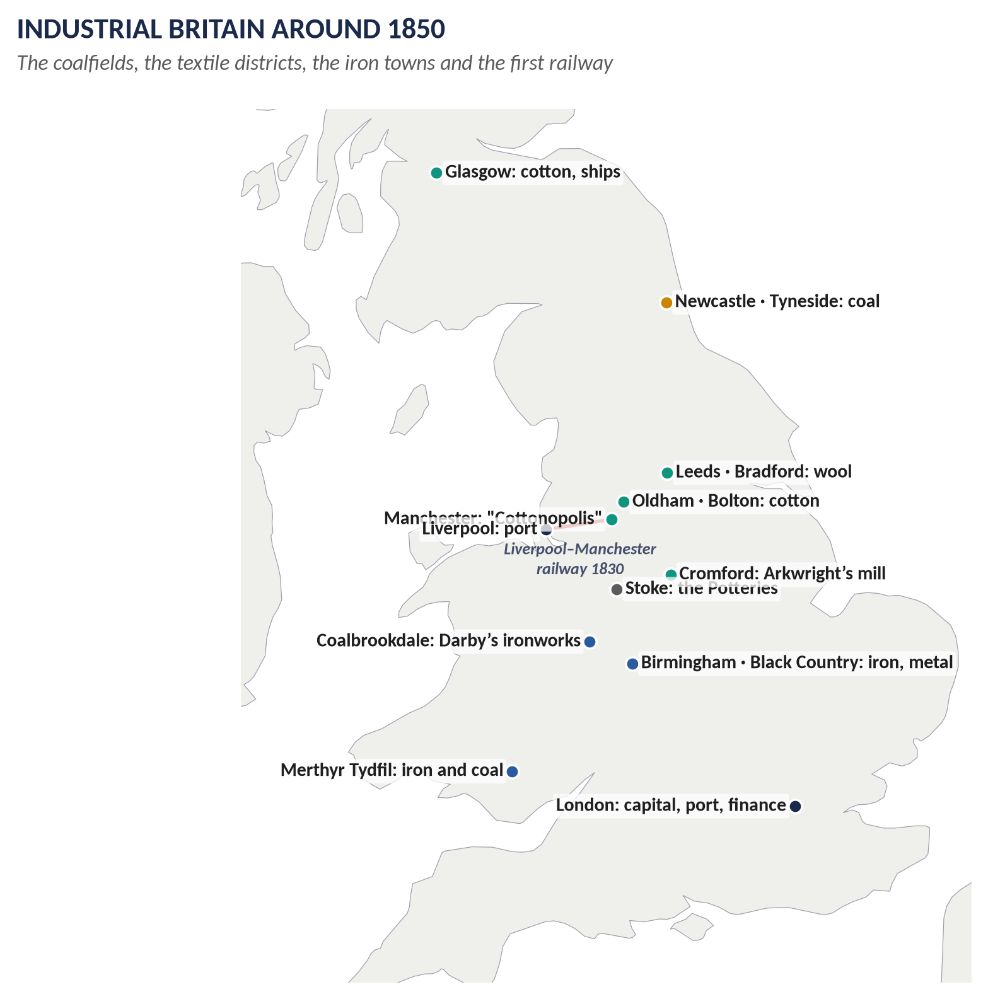 INDUSTRIAL BRITAIN AROUND 1850
The coalfields, the textile districts, the iron towns and the first railway
Glasgow: cotton, ships
Newcastle · Tyneside: coal
Leeds · Bradford: wool
Oldham · Bolton: cotton
Manchester: "Cottonopolis"
Liverpool: port
Liverpool–Manchester
railway 1830
Cromford: Arkwright’s mill
Stoke: the Potteries
Coalbrookdale: Darby’s ironworks
Birmingham · Black Country: iron, metal
Merthyr Tydfil: iron and coal
London: capital, port, finance